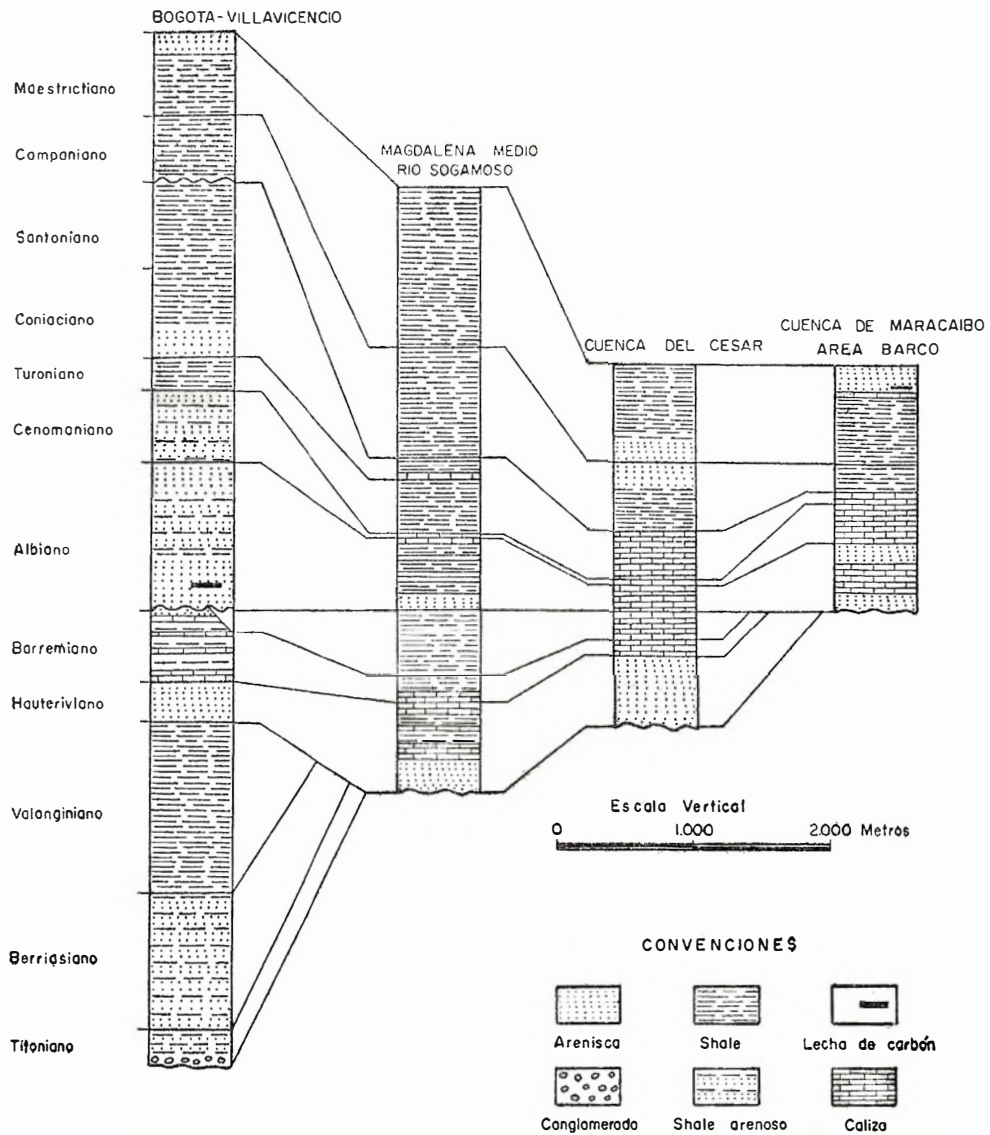 BOGOTA-VILLAVICENCIO
Maestrictiano
Campaniano
Santoniano
Coniaciano
Turoniano
Cenomaniano
Albiano
Barremiano
Hauteriviano
Valanginiano
Berriasiano
Titoniano
MAGDALENA MEDIO
RIO SOGAMOSO
CUENCA DEL CESAR
CUENCA DE MARACAIBO
AREA BARCO
Escala Vertical
0 1.000 2.000 Metros
CONVENCIONES
Arenisca Shale Lecha de carbón
Conglomerado Shale arenoso Caliza